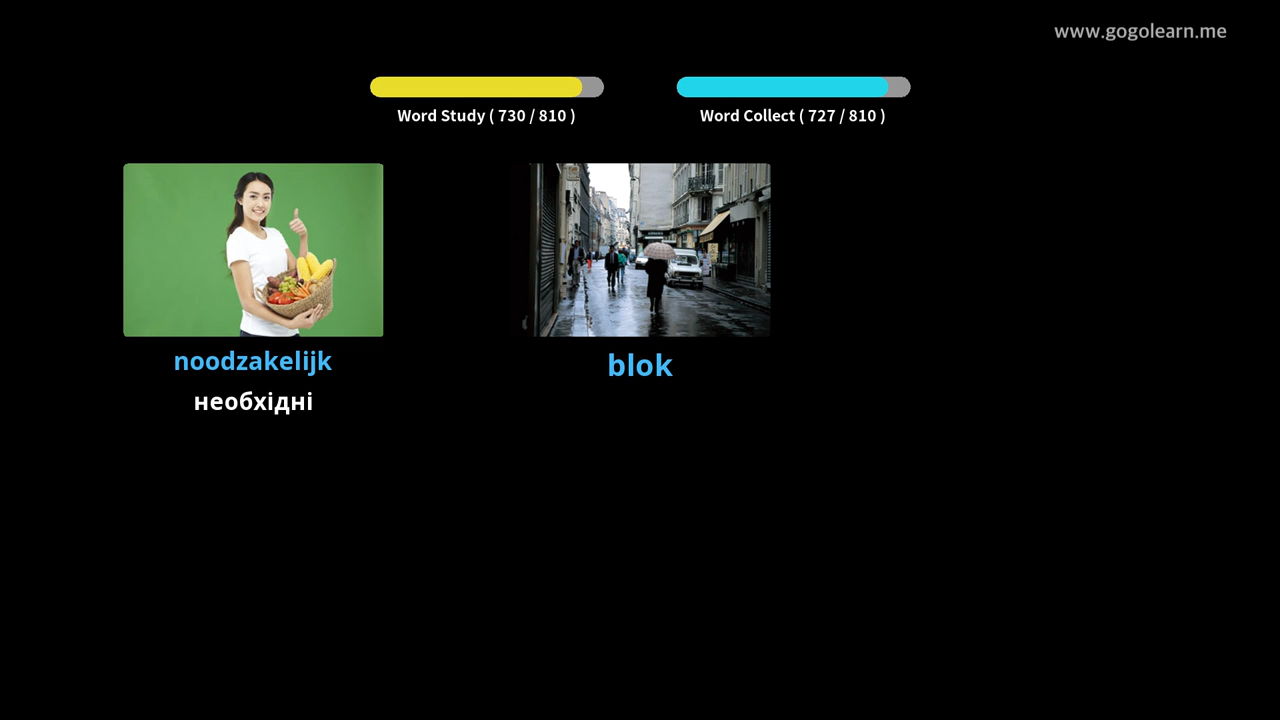 www.gogolearn.me
Word Study ( 730 / 810 )
Word Collect ( 727 / 810 )
noodzakelijk
необхідні
blok